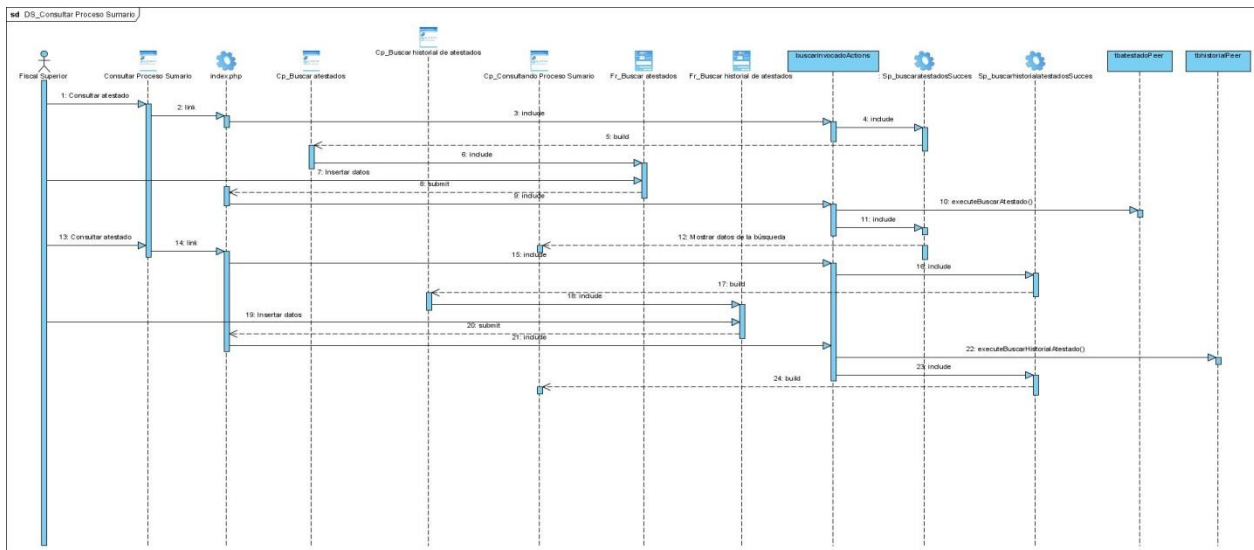 sd DS_Consultar Proceso Sumario
Fiscal Superior
Consultar Proceso Sumario
index.php
Cp_Buscar atestados
Cp_Buscar historial de atestados
Cp_Consultando Proceso Sumario
Fr_Buscar atestados
Fr_Buscar historial de atestados
buscarinvocadoActions
Sp_buscaratestadosSucces
Sp_buscarhistorialatestadosSucces
tbatestadoPeer
tbhistorialPeer
1: Consultar atestado
2: link
3: include
4: include
5: build
6: include
7: Insertar datos
8: submit
9: include
10: executeBuscarAtestado()
11: include
12: Mostrar datos de la búsqueda
13: Consultar atestado
14: link
15: include
16: include
17: build
18: include
19: Insertar datos
20: submit
21: include
22: executeBuscarHistorialAtestado()
23: include
24: build